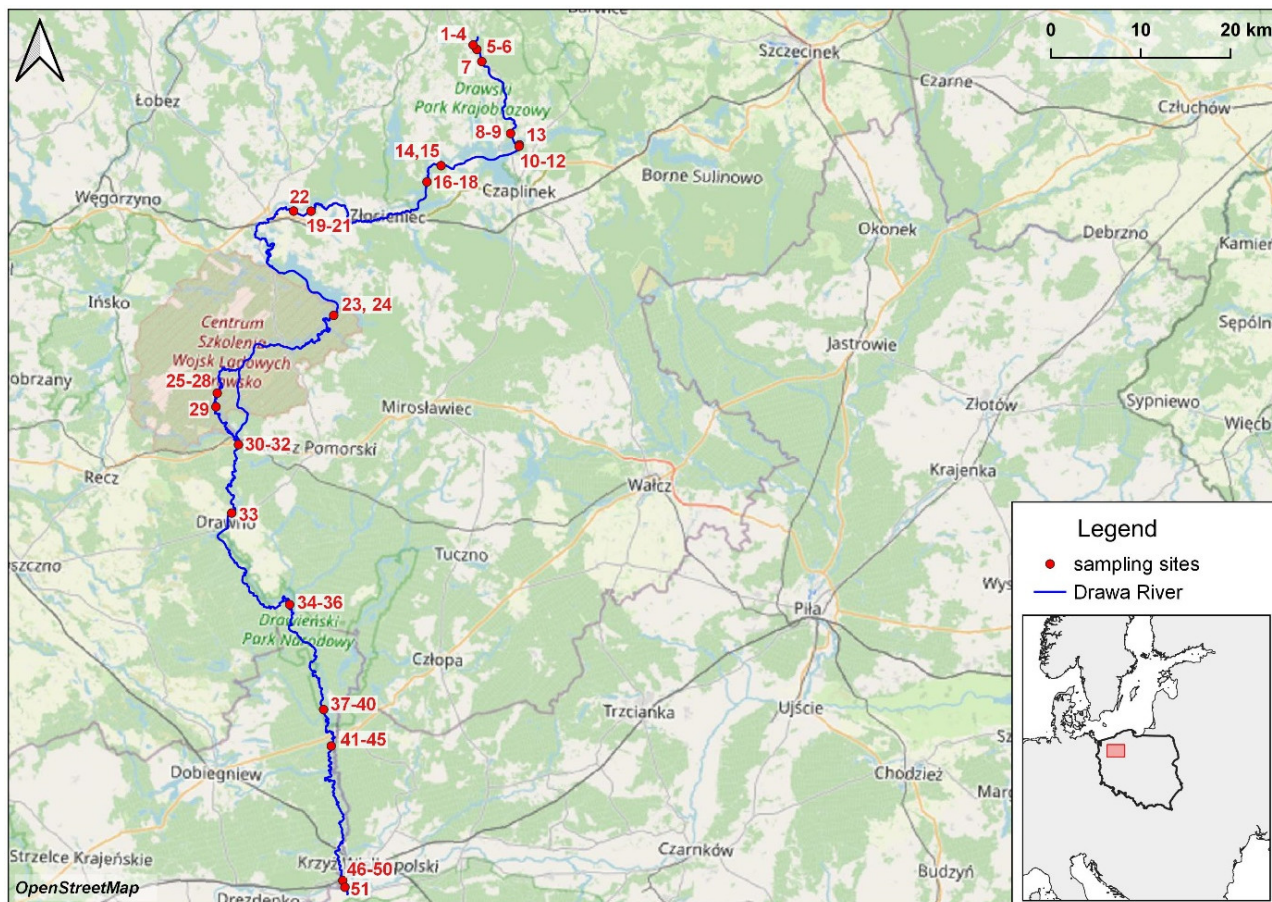 Barwice
1-4
5-6
7
Szczecinek
0 10 20 km
Czarne
Człuchów
Drawski
Park Krajobrazowy
Łobez
8-9
13
10-12
14,15
16-18
Czaplinek
Borne Sulinowo
Węgorzyno
22
19-21
Złocieniec
Okonek
Debrzno
Ińsko
23, 24
Centrum
Szkolenia
Wojsk Lądowych
25-28
29
Mirosławiec
Jastrowie
Złotów
Sypniewo
30-32
z Pomorski
Recz
Wałcz
Krajenka
33
Drawno
Tuczno
34-36
Drawieński
Park Narodowy
Człopa
Piła
37-40
Trzcianka
Ujście
41-45
Dobiegniew
Chodzież
Strzelce Krajeńskie
46-50
51
Czarnków
Budzyń
Drezdenko
OpenStreetMap
Legend
sampling sites
Drawa River